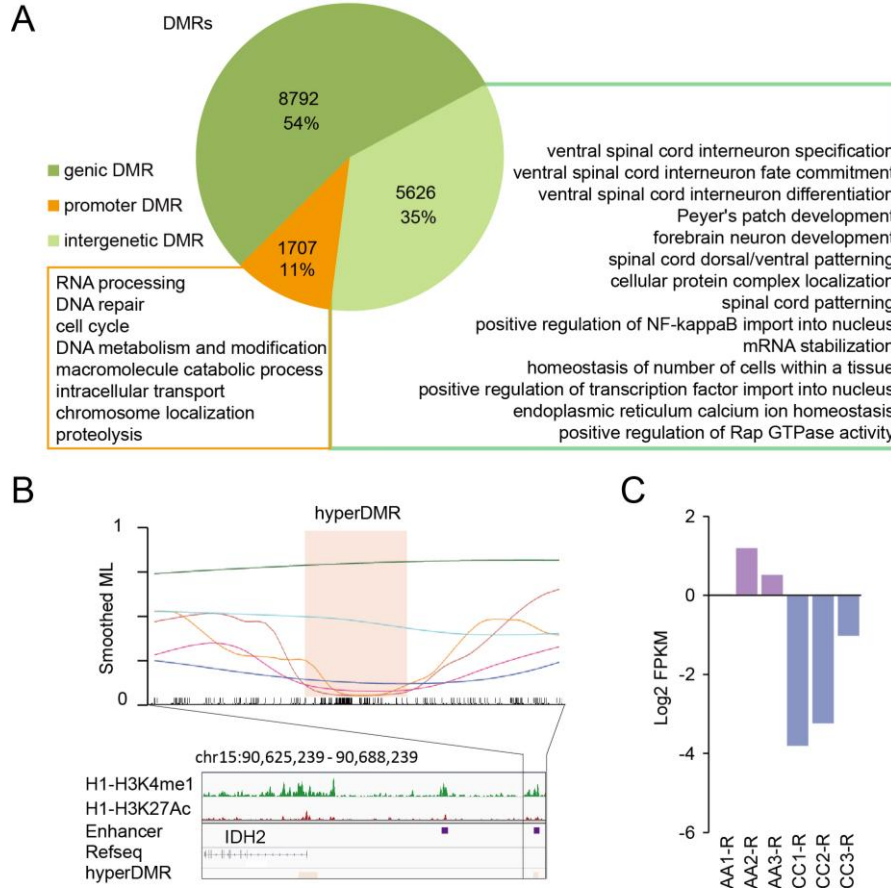 A
DMRs
8792
54%
genic DMR
promoter DMR
intergenetic DMR
5626
35%
1707
11%
RNA processing
DNA repair
cell cycle
DNA metabolism and modification
macromolecule catabolic process
intracellular transport
chromosome localization
proteolysis
ventral spinal cord interneuron specification
ventral spinal cord interneuron fate commitment
ventral spinal cord interneuron differentiation
Peyer's patch development
forebrain neuron development
spinal cord dorsal/ventral patterning
cellular protein complex localization
spinal cord patterning
positive regulation of NF-kappaB import into nucleus
mRNA stabilization
homeostasis of number of cells within a tissue
positive regulation of transcription factor import into nucleus
endoplasmic reticulum calcium ion homeostasis
positive regulation of Rap GTPase activity
B
hyperDMR
1
Smoothed ML
0
chr15:90,625,239 - 90,688,239
H1-H3K4me1
H1-H3K27Ac
Enhancer
IDH2
Refseq
hyperDMR
C
2
0
-2
-4
-6
Log2 FPKM
AA1-R
AA2-R
AA3-R
CC1-R
CC2-R
CC3-R